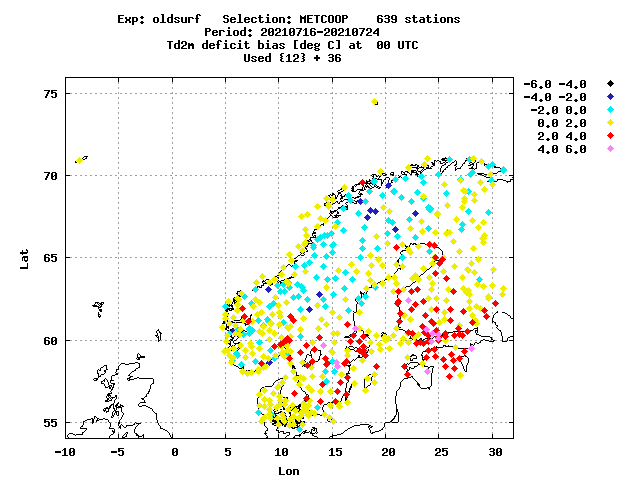 Exp: oldsurf   Selection: METCOOP    639 stations
Period: 20210716-20210724
Td2m deficit bias [deg C] at  00 UTC
Used {12} + 36
-6.0 -4.0
-4.0 -2.0
-2.0 0.0
0.0 2.0
2.0 4.0
4.0 6.0
75
70
65
60
55
Lat
-10 -5 0 5 10 15 20 25 30
Lon